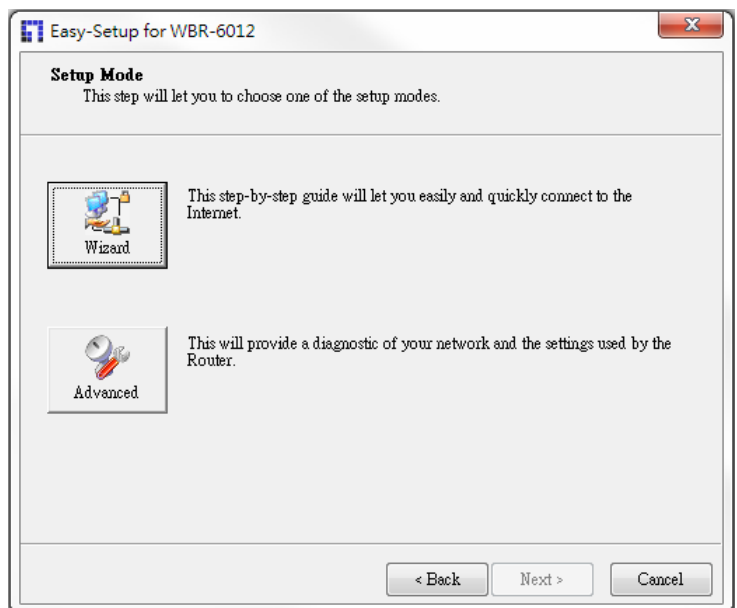 Easy-Setup for WBR-6012
Setup Mode
This step will let you to choose one of the setup modes.
This step-by-step guide will let you easily and quickly connect to the
Internet.
Wizard
This will provide a diagnostic of your network and the settings used by the
Router.
Advanced
< Back
Next >
Cancel